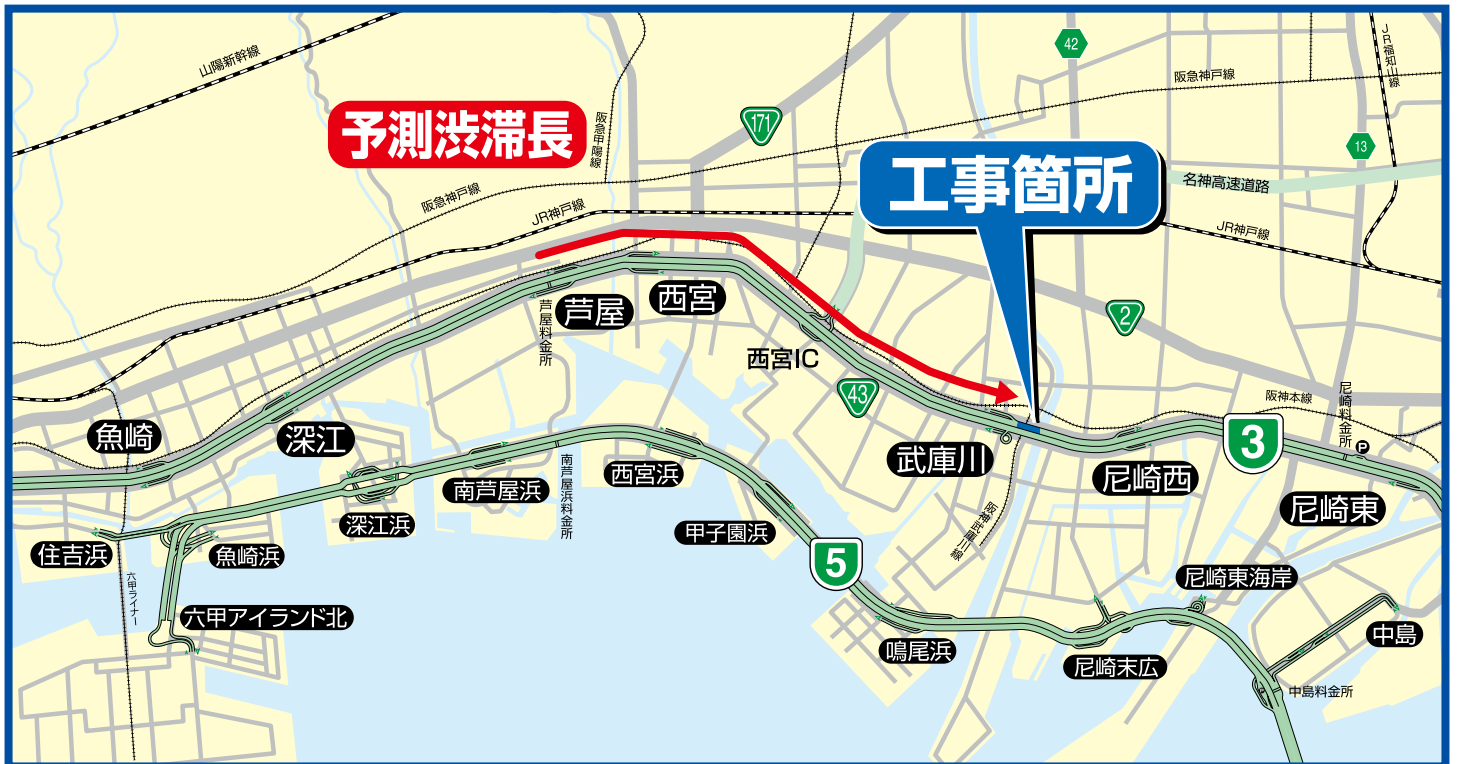 山陽新幹線
42
JR福知山線
阪急神戸線
予測渋滞長
阪急甲陽線
171
13
工事箇所
名神高速道路
阪急神戸線
JR神戸線
JR神戸線
芦屋
西宮
芦屋料金所
2
西宮IC
43
阪神本線
尼崎料金所
P
魚崎
深江
3
武庫川
尼崎西
尼崎東
南芦屋浜
南芦屋浜料金所
西宮浜
深江浜
甲子園浜
阪神武庫川線
住吉浜
魚崎浜
5
六甲ライナー
尼崎東海岸
六甲アイランド北
中島
鳴尾浜
尼崎末広
中島料金所